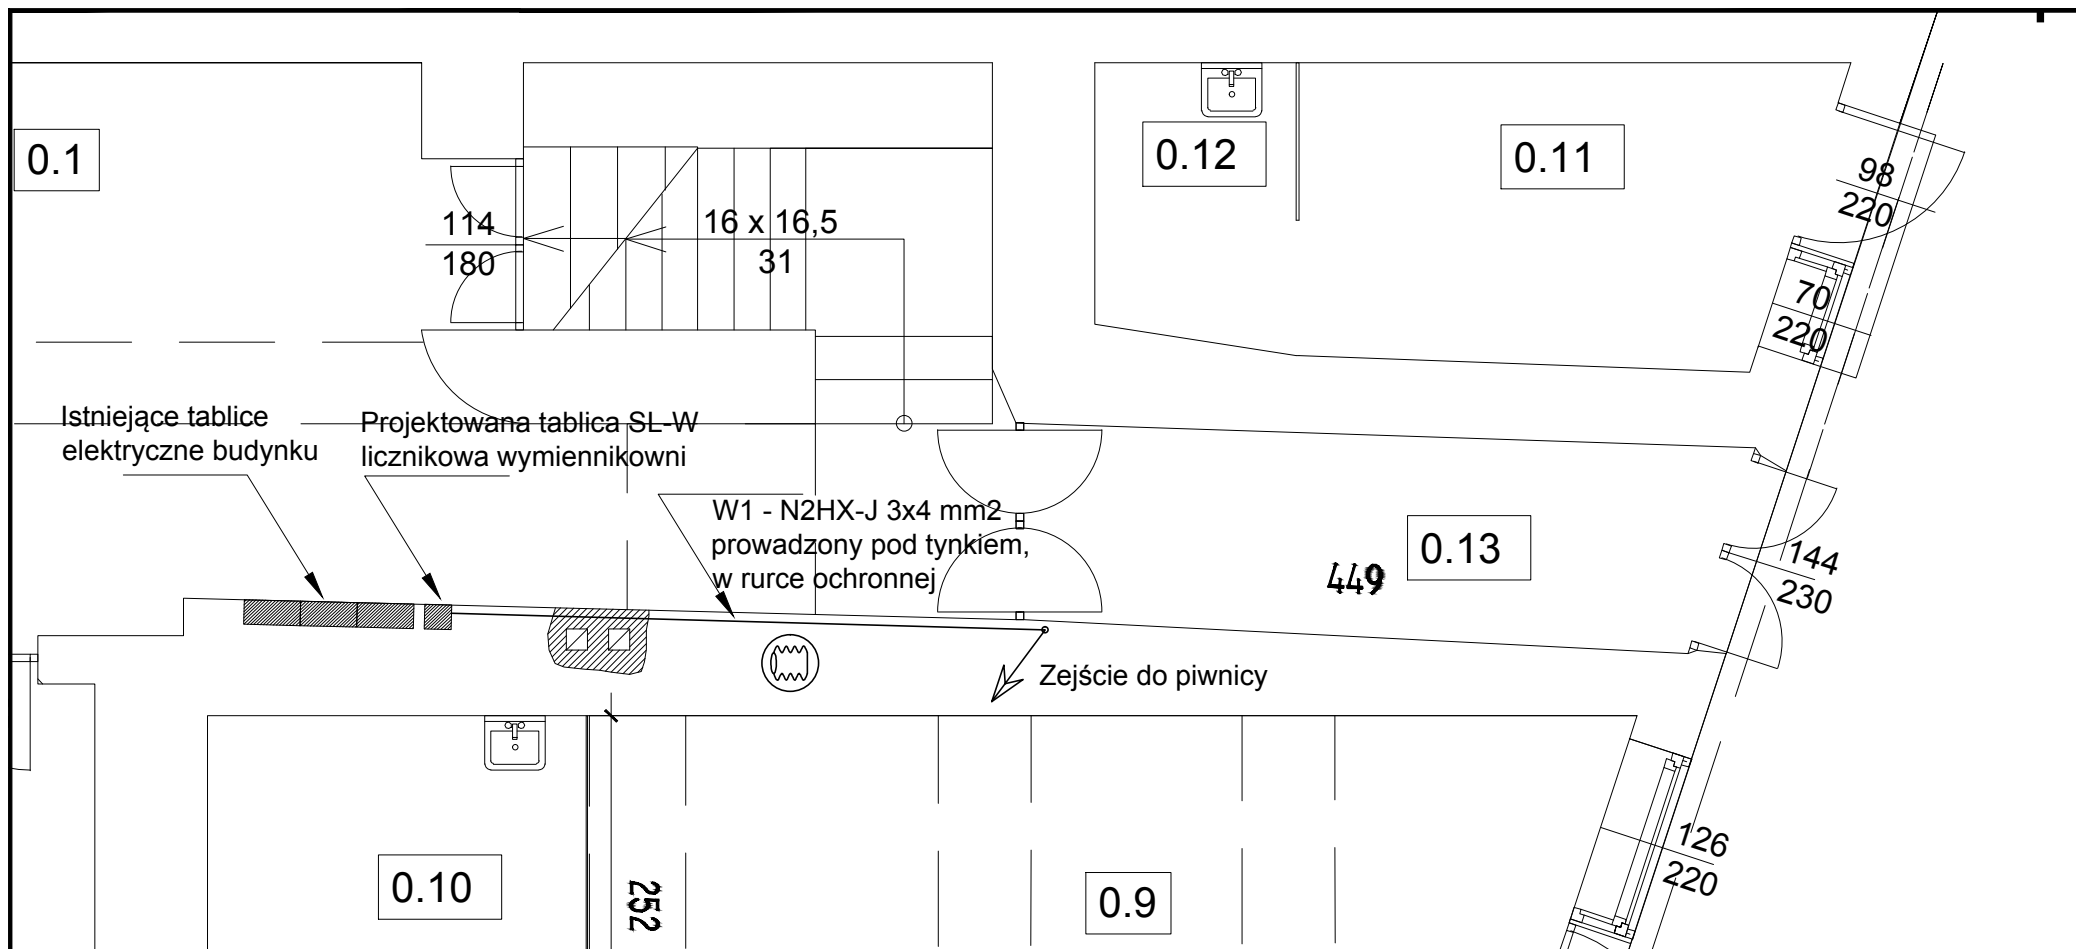 0.1
0.12
0.11
98
220
114
180
16 x 16,5
31
70
220
Istniejące tablice
elektryczne budynku
Projektowana tablica SL-W
licznikowa wymiennikowni
W1 - N2HX-J 3x4 mm2
prowadzony pod tynkiem,
w rurce ochronnej
449
0.13
144
230
Zejście do piwnicy
0.10
252
0.9
126
220